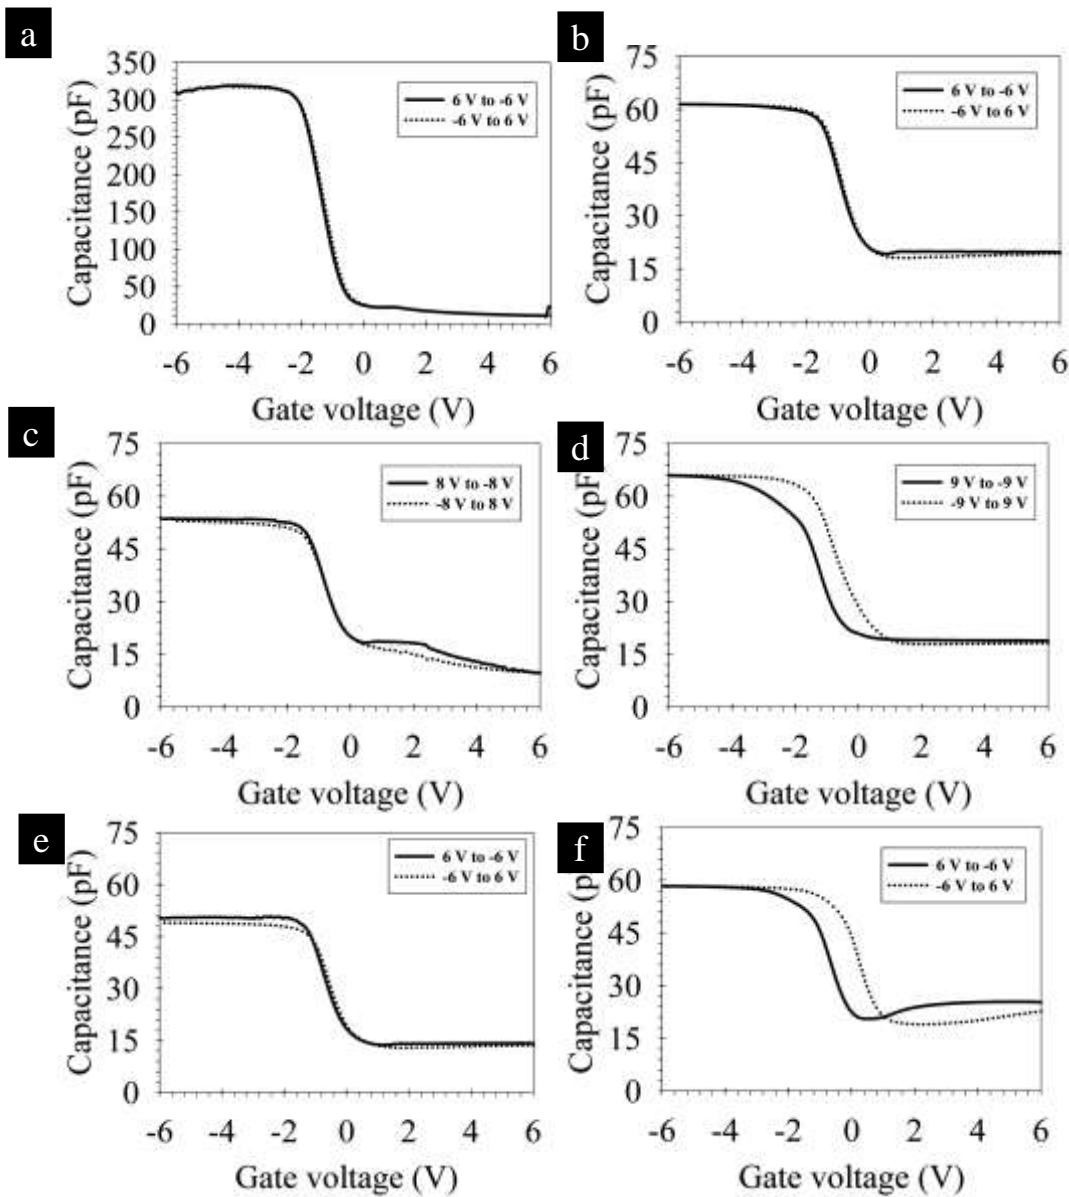 a
350
300
250
200
150
100
50
0
Capacitance (pF)
6 V to -6 V
-6 V to 6 V
-6 -4 -2 0 2 4 6
Gate voltage (V)
b
75
60
45
30
15
0
Capacitance (pF)
6 V to -6 V
-6 V to 6 V
-6 -4 -2 0 2 4 6
Gate voltage (V)
c
75
60
45
30
15
0
Capacitance (pF)
8 V to -8 V
-8 V to 8 V
-6 -4 -2 0 2 4 6
Gate voltage (V)
d
75
60
45
30
15
0
Capacitance (pF)
9 V to -9 V
-9 V to 9 V
-6 -4 -2 0 2 4 6
Gate voltage (V)
e
75
60
45
30
15
0
Capacitance (pF)
6 V to -6 V
-6 V to 6 V
-6 -4 -2 0 2 4 6
Gate voltage (V)
f
75
60
45
30
15
0
Capacitance (p
6 V to -6 V
-6 V to 6 V
-6 -4 -2 0 2 4 6
Gate voltage (V)